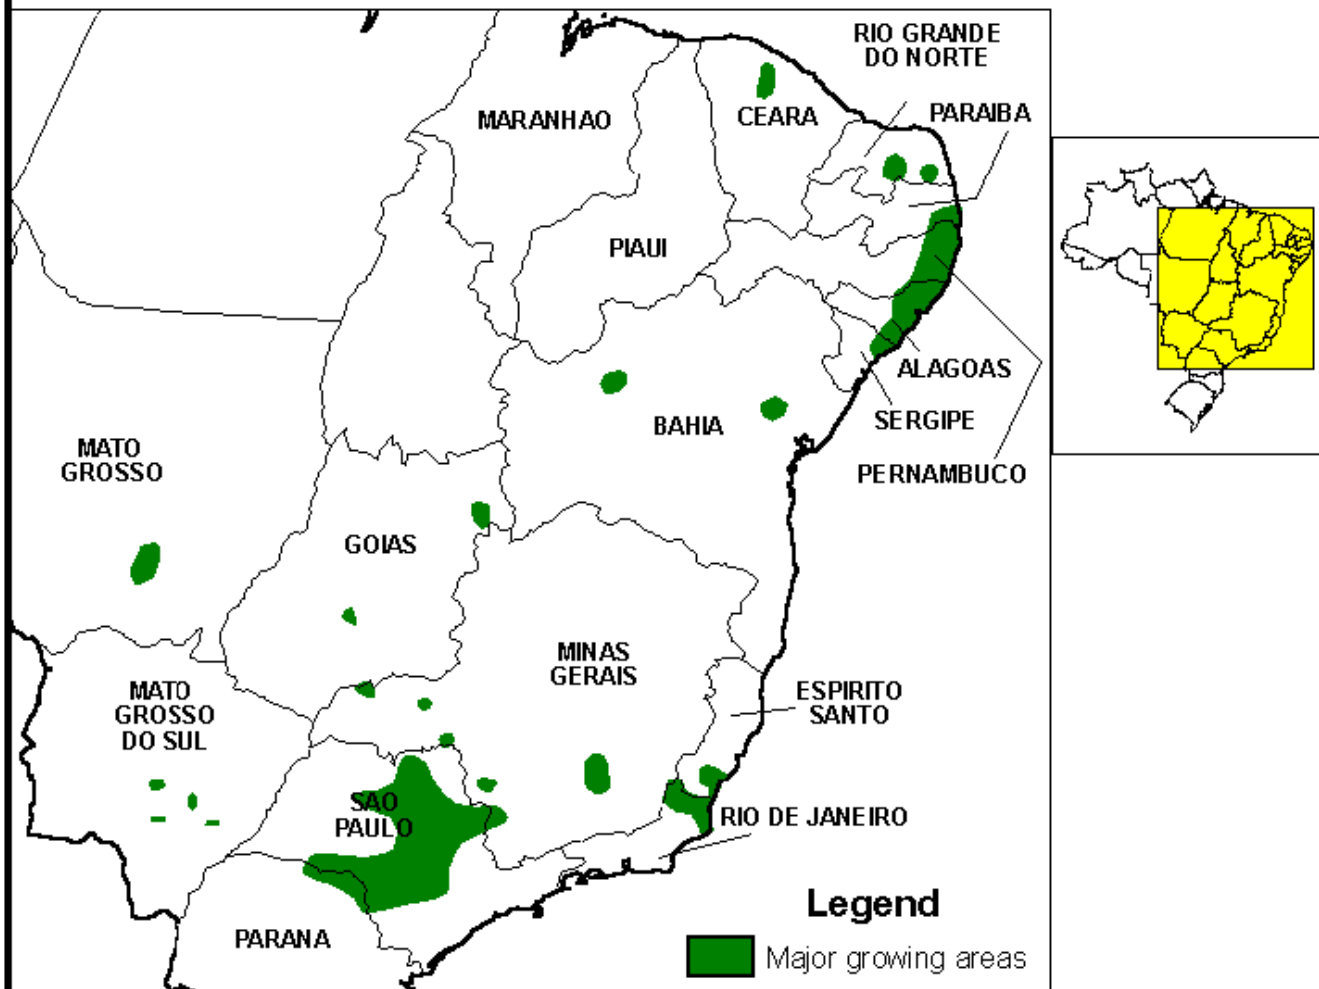 RIO GRANDE
DO NORTE
MARANHAO
CEARA
PARAIBA
PIAUI
ALAGOAS
SERGIPE
BAHIA
PERNAMBUCO
MATO
GROSSO
GOIAS
MINAS
GERAIS
ESPIRITO
SANTO
MATO
GROSSO
DO SUL
SAO
PAULO
RIO DE JANEIRO
PARANA
Legend
Major growing areas